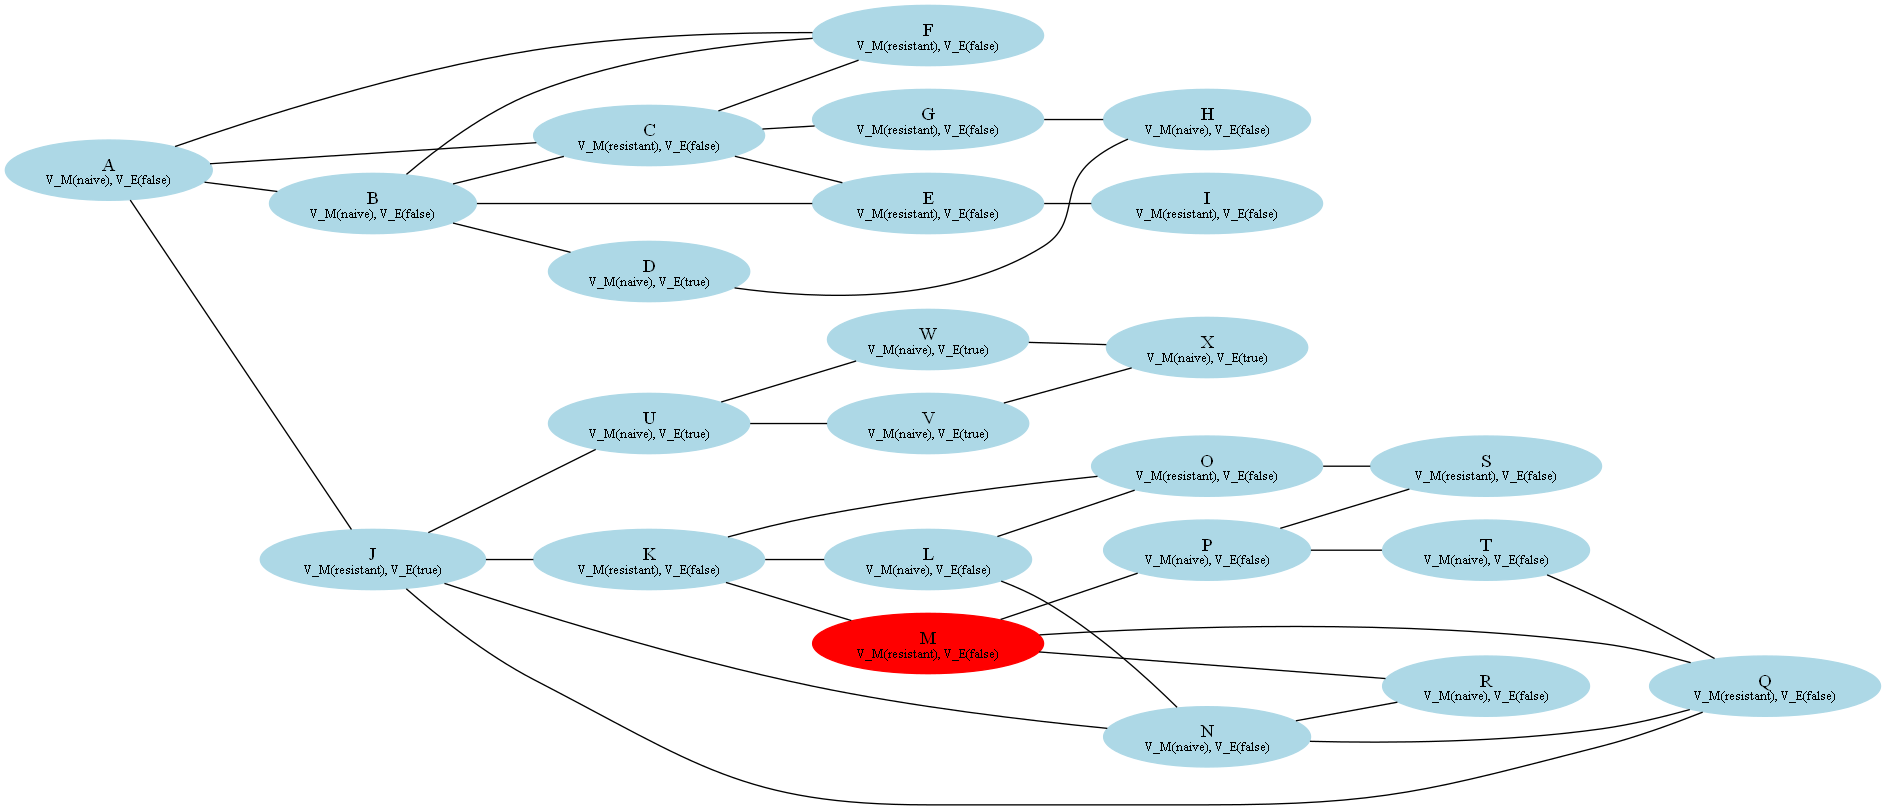 F
V_M(resistant), V_E(false)
G
V_M(resistant), V_E(false)
H
V_M(naive), V_E(false)
C
V_M(resistant), V_E(false)
A
V_M(naive), V_E(false)
B
V_M(naive), V_E(false)
E
V_M(resistant), V_E(false)
I
V_M(resistant), V_E(false)
D
V_M(naive), V_E(true)
W
V_M(naive), V_E(true)
X
V_M(naive), V_E(true)
U
V_M(naive), V_E(true)
V
V_M(naive), V_E(true)
O
V_M(resistant), V_E(false)
S
V_M(resistant), V_E(false)
J
V_M(resistant), V_E(true)
K
V_M(resistant), V_E(false)
L
V_M(naive), V_E(false)
P
V_M(naive), V_E(false)
T
V_M(naive), V_E(false)
M
V_M(resistant), V_E(false)
R
V_M(naive), V_E(false)
Q
V_M(resistant), V_E(false)
N
V_M(naive), V_E(false)